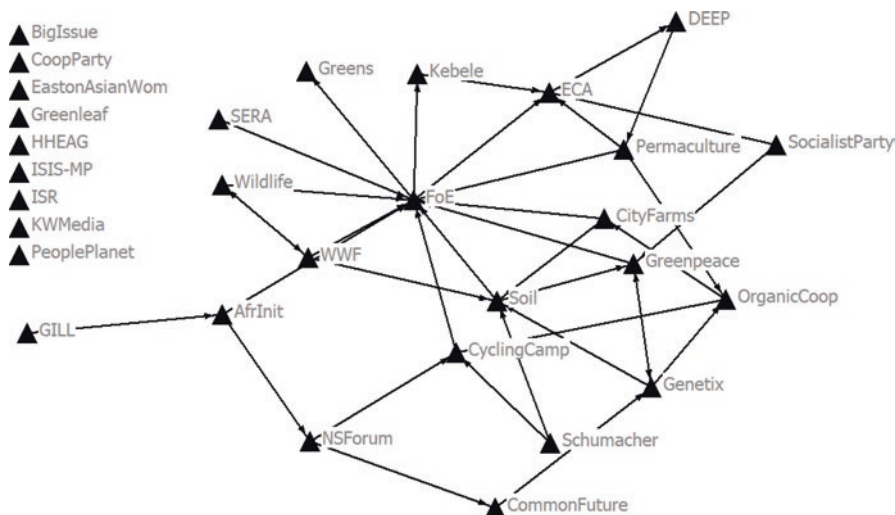 BigIssue
CoopParty
EastonAsianWom
Greenleaf
HHEAG
ISIS-MP
ISR
KWMedia
PeoplePlanet
DEEP
Greens
Kebele
ECA
SERA
Permaculture
SocialistParty
Wildlife
FoE
CityFarms
WWF
Greenpeace
Soil
OrganicCoop
AfrInit
GILL
CyclingCamp
Genetix
NSForum
Schumacher
CommonFuture